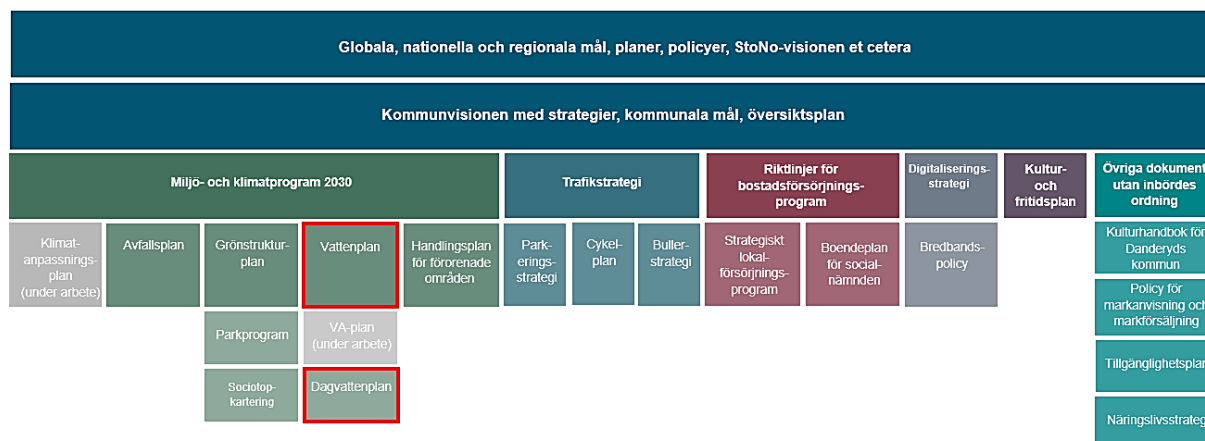 Globala, nationella och regionala mål, planer, policyer, StoNo-visionen et cetera
Kommunvisionen med strategier, kommunala mål, översiktsplan
Miljö- och klimatprogram 2030
Trafikstrategi
Riktlinjer för
bostadsförsörjnings-
program
Digitaliserings-
strategi
Kultur-
och
fritidsplan
Övriga dokument
utan inbördes
ordning
Klimat-
anpassnings-
plan
(under arbete)
Avfallsplan
Grönstruktur-
plan
Vattenplan
Handlingsplan
för förorenade
områden
Park-
erings-
strategi
Cykel-
plan
Buller-
strategi
Strategiskt
lokal-
försörjnings-
program
Boendeplan
för social-
nämnden
Bredbands-
policy
Kulturhandbok för
Danderyds
kommun
Parkprogram
VA-plan
(under arbete)
Policy för
markanvisning och
markförsäljning
Sociotop-
kartering
Dagvattenplan
Tillgänglighetsplan
Näringslivsstrategi